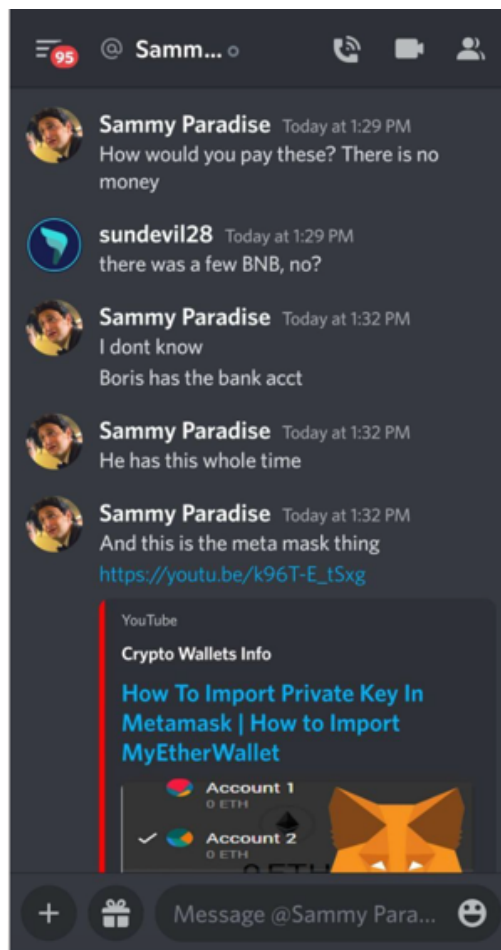 95 @ Samm...
Sammy Paradise Today at 1:29 PM
How would you pay these? There is no
money
sundevil28 Today at 1:29 PM
there was a few BNB, no?
Sammy Paradise Today at 1:32 PM
I dont know
Boris has the bank acct
Sammy Paradise Today at 1:32 PM
He has this whole time
Sammy Paradise Today at 1:32 PM
And this is the meta mask thing
https://youtu.be/k96T-E_tSxg
YouTube
Crypto Wallets Info
How To Import Private Key In
Metamask | How to Import
MyEtherWallet
Account 1
0 ETH
Account 2
0 ETH
0 ETH
Message @Sammy Para...